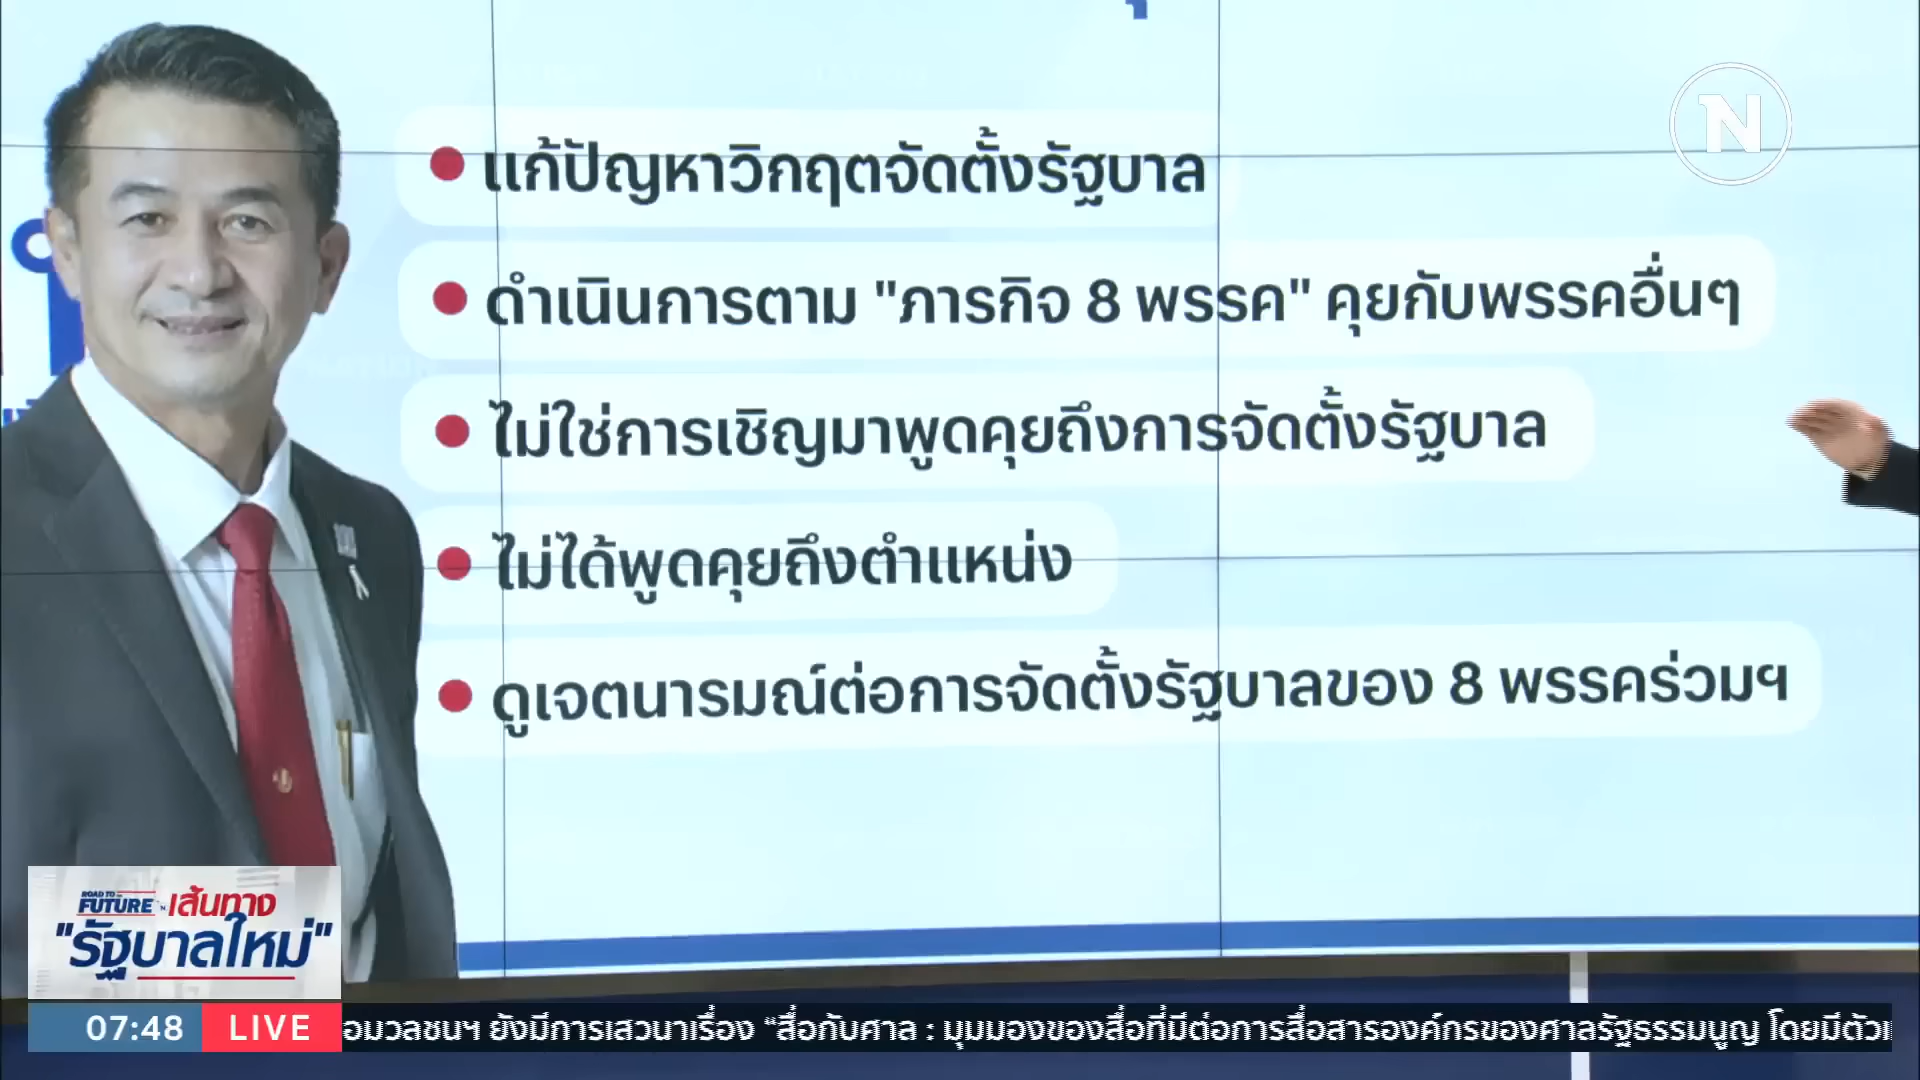 N
แก้ปัญหาวิกฤตจัดตั้งรัฐบาล
ดำเนินการตาม "ภารกิจ 8 พรรค" คุยกับพรรคอื่นๆ
ไม่ใช่การเชิญมาพูดคุยถึงการจัดตั้งรัฐบาล
ไม่ได้พูดคุยถึงตำแหน่ง
ดูเจตนารมณ์ต่อการจัดตั้งรัฐบาลของ 8 พรรคร่วมฯ
ROAD TO FUTURE เส้นทาง
"รัฐบาลใหม่"
07:48 LIVE อมวลชนฯ ยังมีการเสวนาเรื่อง “สื่อกับศาล : มุมมองของสื่อที่มีต่อการสื่อสารองค์กรของศาลรัฐธรรมนูญ โดยมีตัวแ